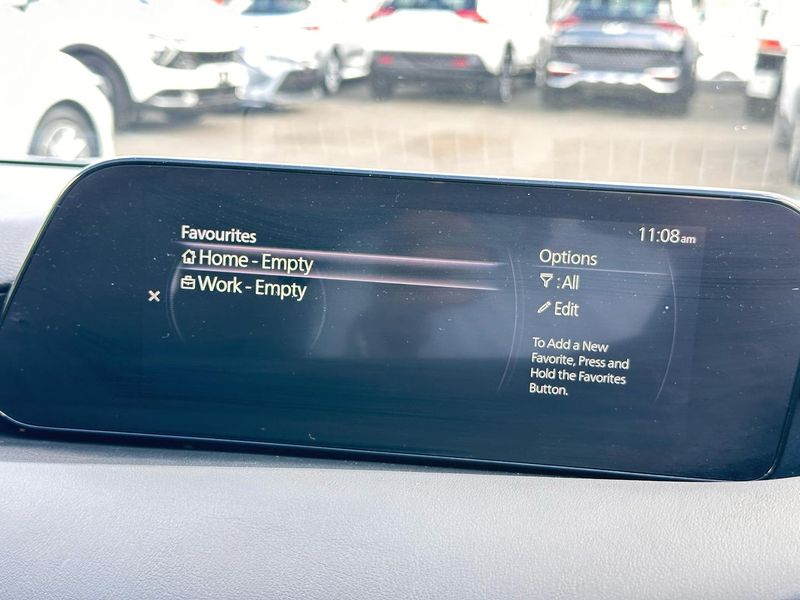 Favourites
11:08am
Home - Empty
Work - Empty
Options
: All
Edit
To Add a New
Favorite, Press and
Hold the Favorites
Button.